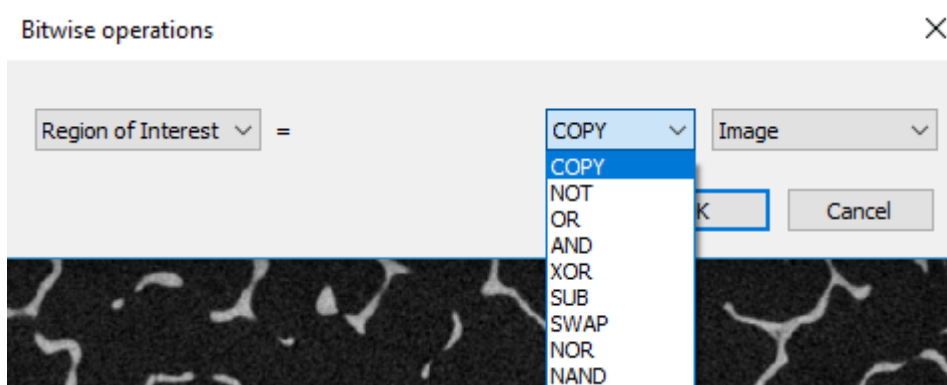 Bitwise operations
Region of Interest = COPY Image
COPY
NOT
K Cancel
OR
AND
XOR
SUB
SWAP
NOR
NAND